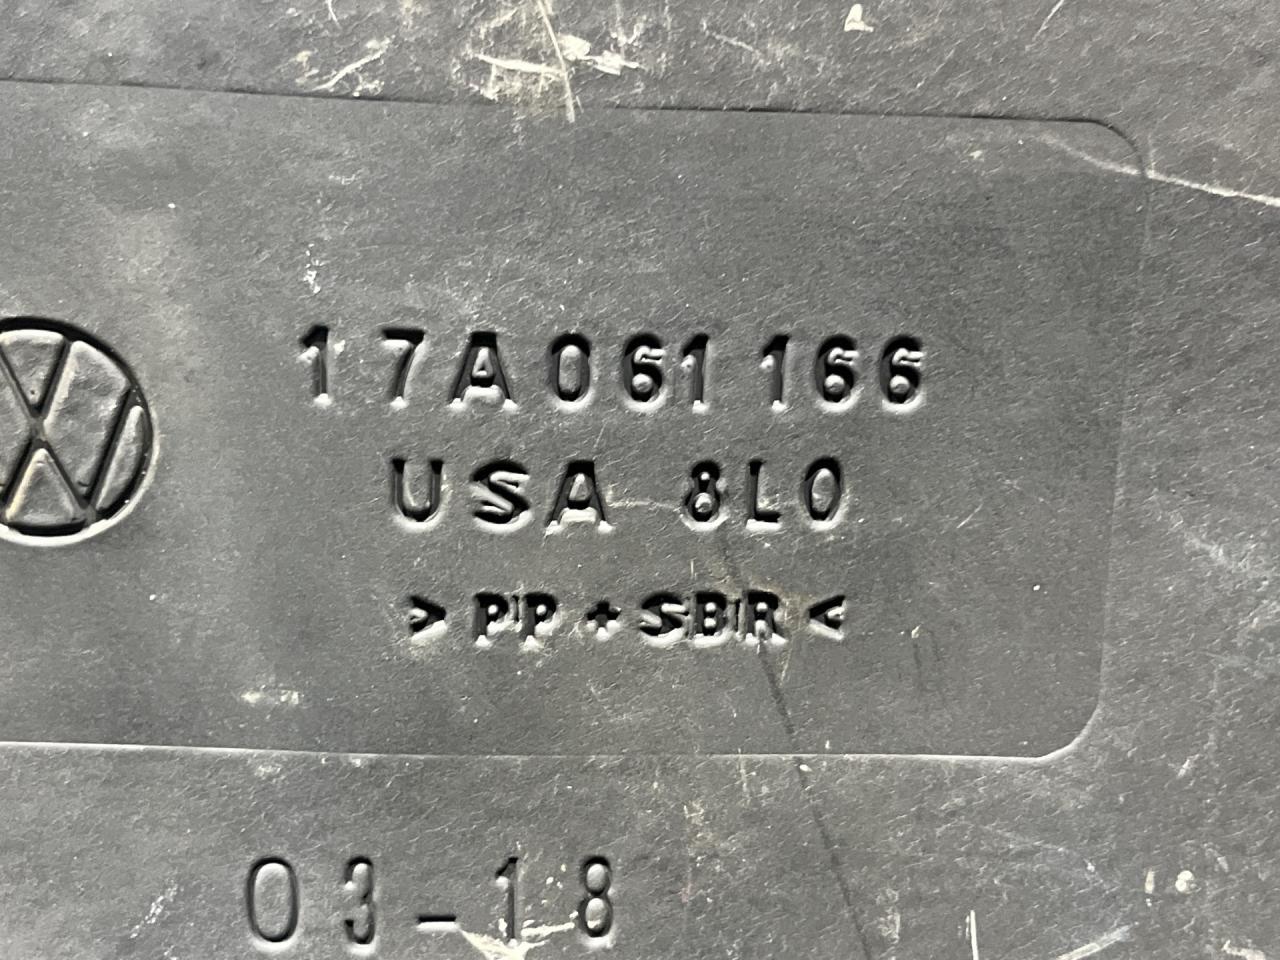 17A061166
USA 8L0
>PP+SBR<
03-18